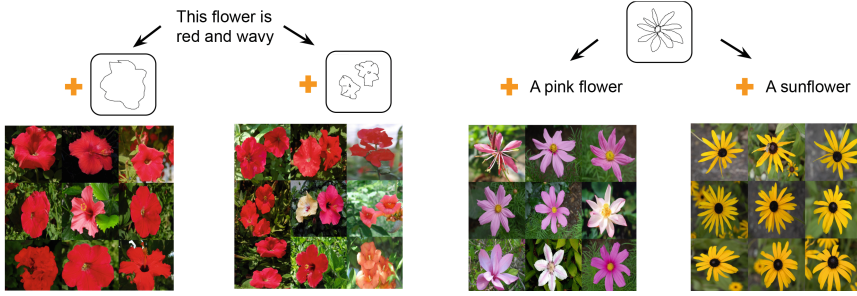 This flower is
red and wavy
A pink flower
A sunflower